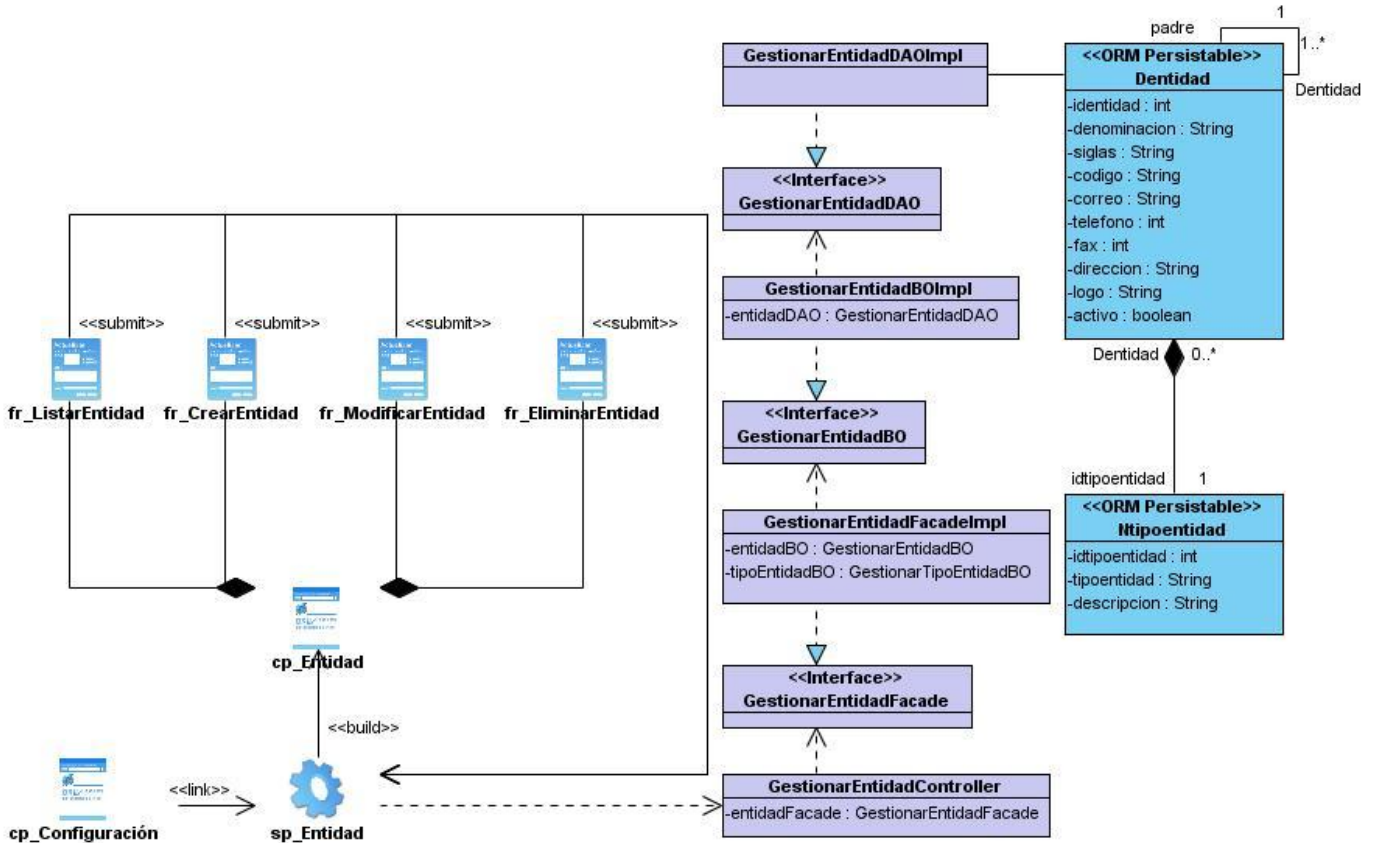 1
padre
1..*
Dentidad
GestionarEntidadDAOImpl
<<ORM Persistable>>
Dentidad
-identidad : int
-denominacion : String
-siglas : String
-codigo : String
-correo : String
-telefono : int
-fax : int
-direccion : String
-logo : String
-activo : boolean
<<Interface>>
GestionarEntidadDAO
GestionarEntidadBOImpl
-entidadDAO : GestionarEntidadDAO
<<submit>>
<<submit>>
<<submit>>
<<submit>>
fr_ListarEntidad
fr_CrearEntidad
fr_ModificarEntidad
fr_EliminarEntidad
Dentidad
0..*
<<Interface>>
GestionarEntidadBO
idtipoentidad
1
<<ORM Persistable>>
Ntipoentidad
-idtipoentidad : int
-tipoentidad : String
-descripcion : String
GestionarEntidadFacadeImpl
-entidadBO : GestionarEntidadBO
-tipoEntidadBO : GestionarTipoEntidadBO
cp_Entidad
<<Interface>>
GestionarEntidadFacade
<<build>>
<<link>>
cp_Configuración
sp_Entidad
GestionarEntidadController
-entidadFacade : GestionarEntidadFacade